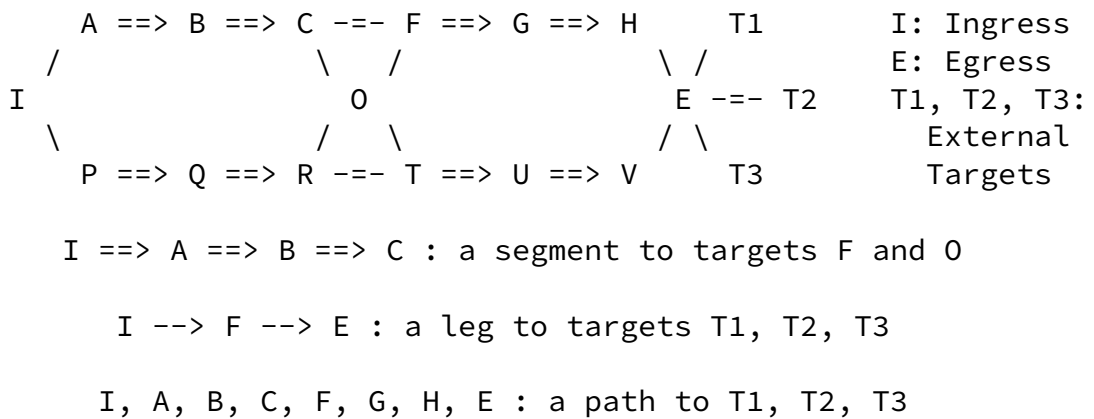 A ==> B ==> C -=- F ==> G ==> H T1 I: Ingress
/ \ / \ / E: Egress
I O E -=- T2 T1, T2, T3:
\ / \ / \ External
P ==> Q ==> R -=- T ==> U ==> V T3 Targets
I ==> A ==> B ==> C : a segment to targets F and O
I --> F --> E : a leg to targets T1, T2, T3
I, A, B, C, F, G, H, E : a path to T1, T2, T3